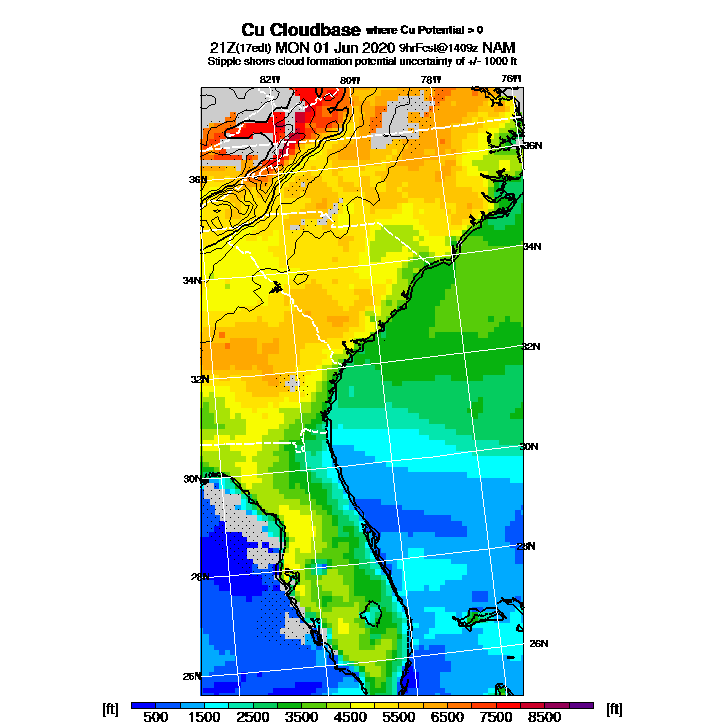 Cu Cloudbase where Cu Potential > 0
21Z(17edt) MON 01 Jun 2020 9hrFcst@1409z NAM
Stipple shows cloud formation potential uncertainty of +/- 1000 ft
82W 80W 78W 76W
36N
36N
34N
34N
32N
32N
30N
30N
28N
28N
26N
26N
[ft] 500 1500 2500 3500 4500 5500 6500 7500 8500 [ft]